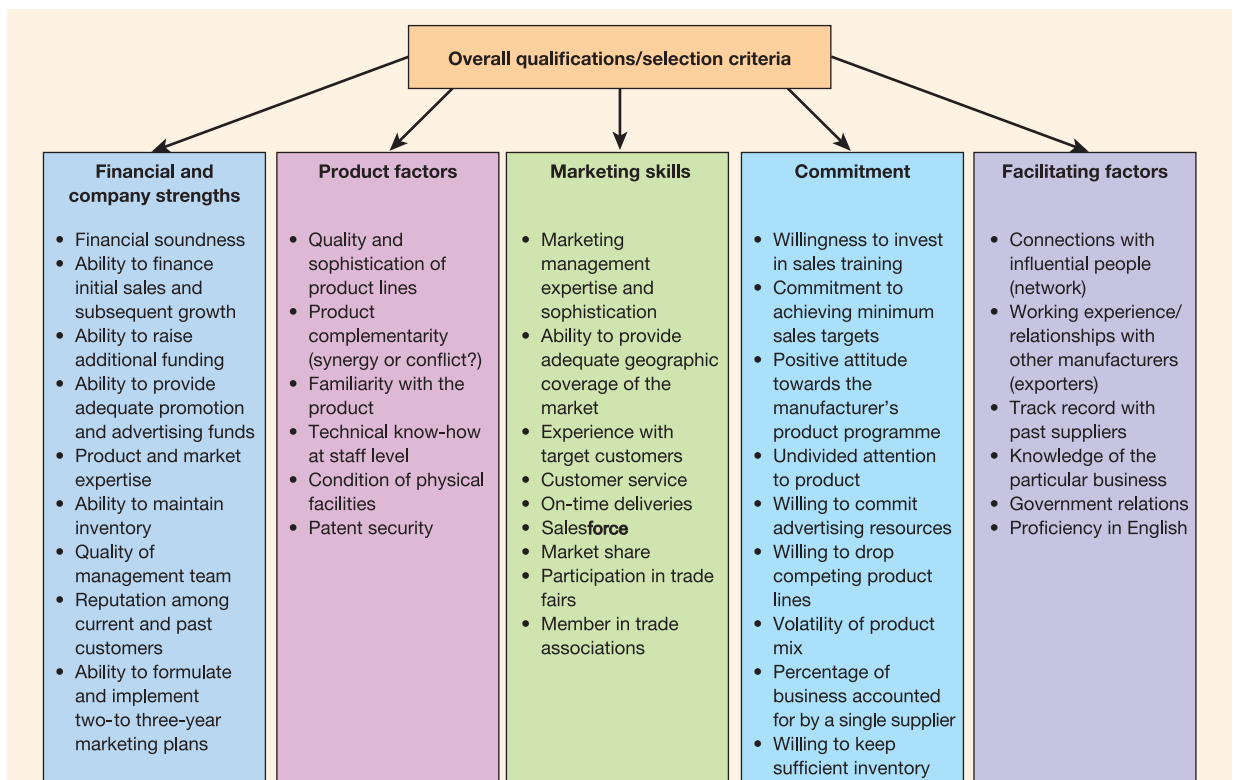 Overall qualifications/selection criteria
Financial and
company strengths
• Financial soundness
• Ability to finance
initial sales and
subsequent growth
• Ability to raise
additional funding
• Ability to provide
adequate promotion
and advertising funds
• Product and market
expertise
• Ability to maintain
inventory
• Quality of
management team
• Reputation among
current and past
customers
• Ability to formulate
and implement
two-to three-year
marketing plans
Product factors
• Quality and
sophistication of
product lines
• Product
complementarity
(synergy or conflict?)
• Familiarity with the
product
• Technical know-how
at staff level
• Condition of physical
facilities
• Patent security
Marketing skills
• Marketing
management
expertise and
sophistication
• Ability to provide
adequate geographic
coverage of the
market
• Experience with
target customers
• Customer service
• On-time deliveries
• Salesforce
• Market share
• Participation in trade
fairs
• Member in trade
associations
Commitment
• Willingness to invest
in sales training
• Commitment to
achieving minimum
sales targets
• Positive attitude
towards the
manufacturer's
product programme
• Undivided attention
to product
• Willing to commit
advertising resources
• Willing to drop
competing product
lines
• Volatility of product
mix
• Percentage of
business accounted
for by a single supplier
• Willing to keep
sufficient inventory
Facilitating factors
• Connections with
influential people
(network)
• Working experience/
relationships with
other manufacturers
(exporters)
• Track record with
past suppliers
• Knowledge of the
particular business
• Government relations
• Proficiency in English